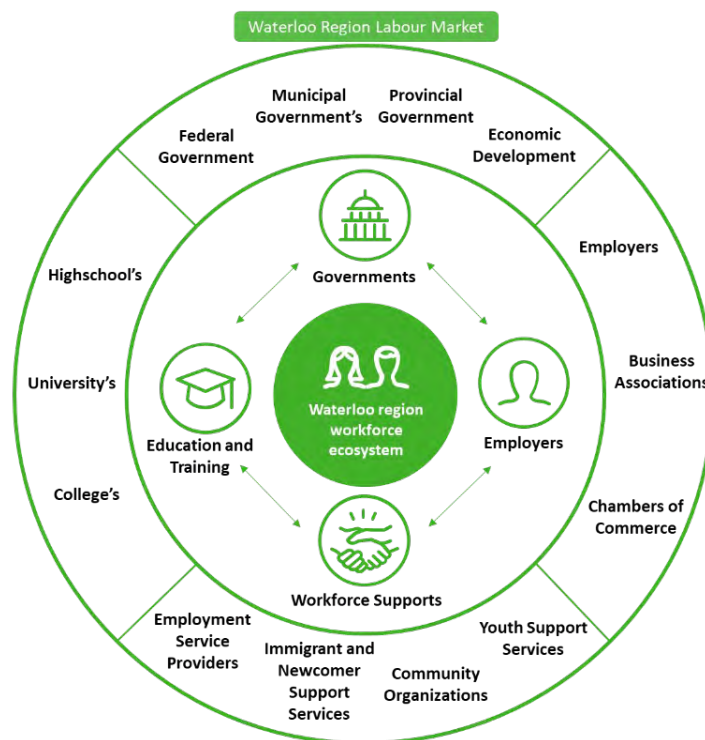 Waterloo Region Labour Market
Municipal
Government's
Provincial
Government
Federal
Government
Economic
Development
Governments
Highschool's
Employers
University's
Business
Associations
Waterloo region
workforce
ecosystem
Education and
Training
Employers
College's
Chambers of
Commerce
Workforce Supports
Employment
Service
Providers
Immigrant and
Newcomer
Support
Services
Community
Organizations
Youth Support
Services